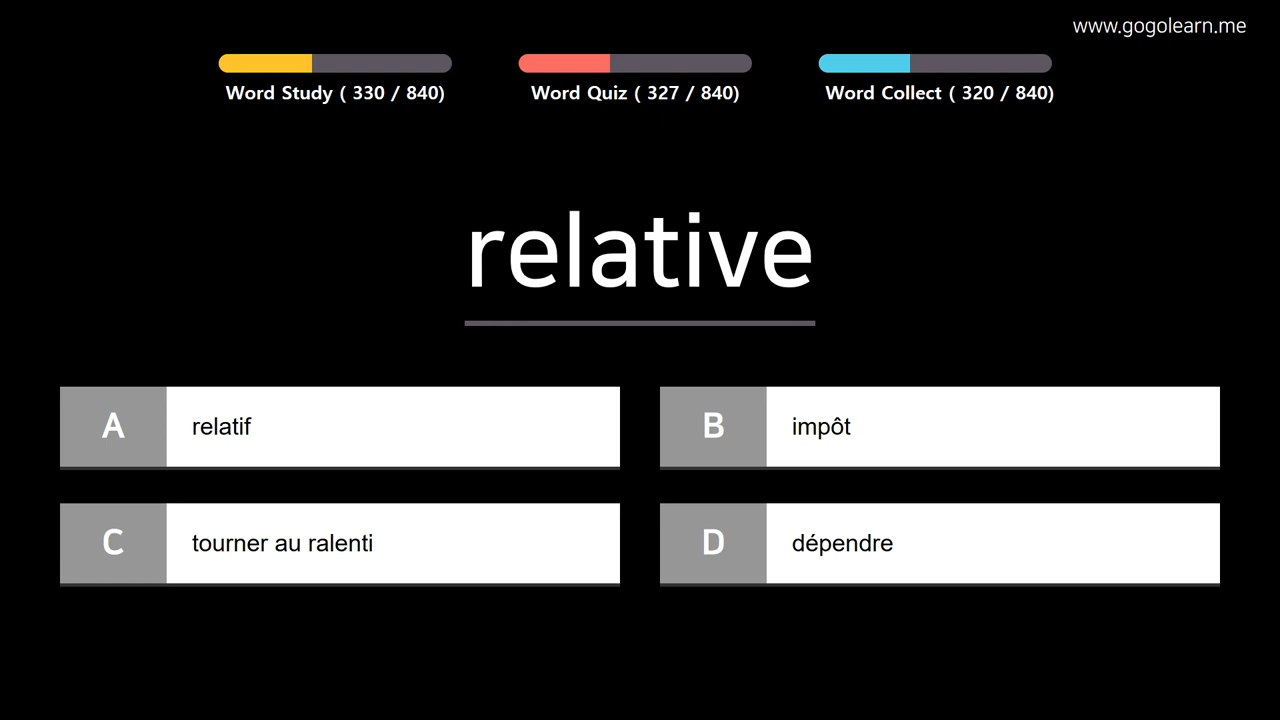 www.gogolearn.me
Word Study ( 330 / 840)
Word Quiz ( 327 / 840)
Word Collect ( 320 / 840)
relative
A relatif
B impôt
C tourner au ralenti
D dépendre